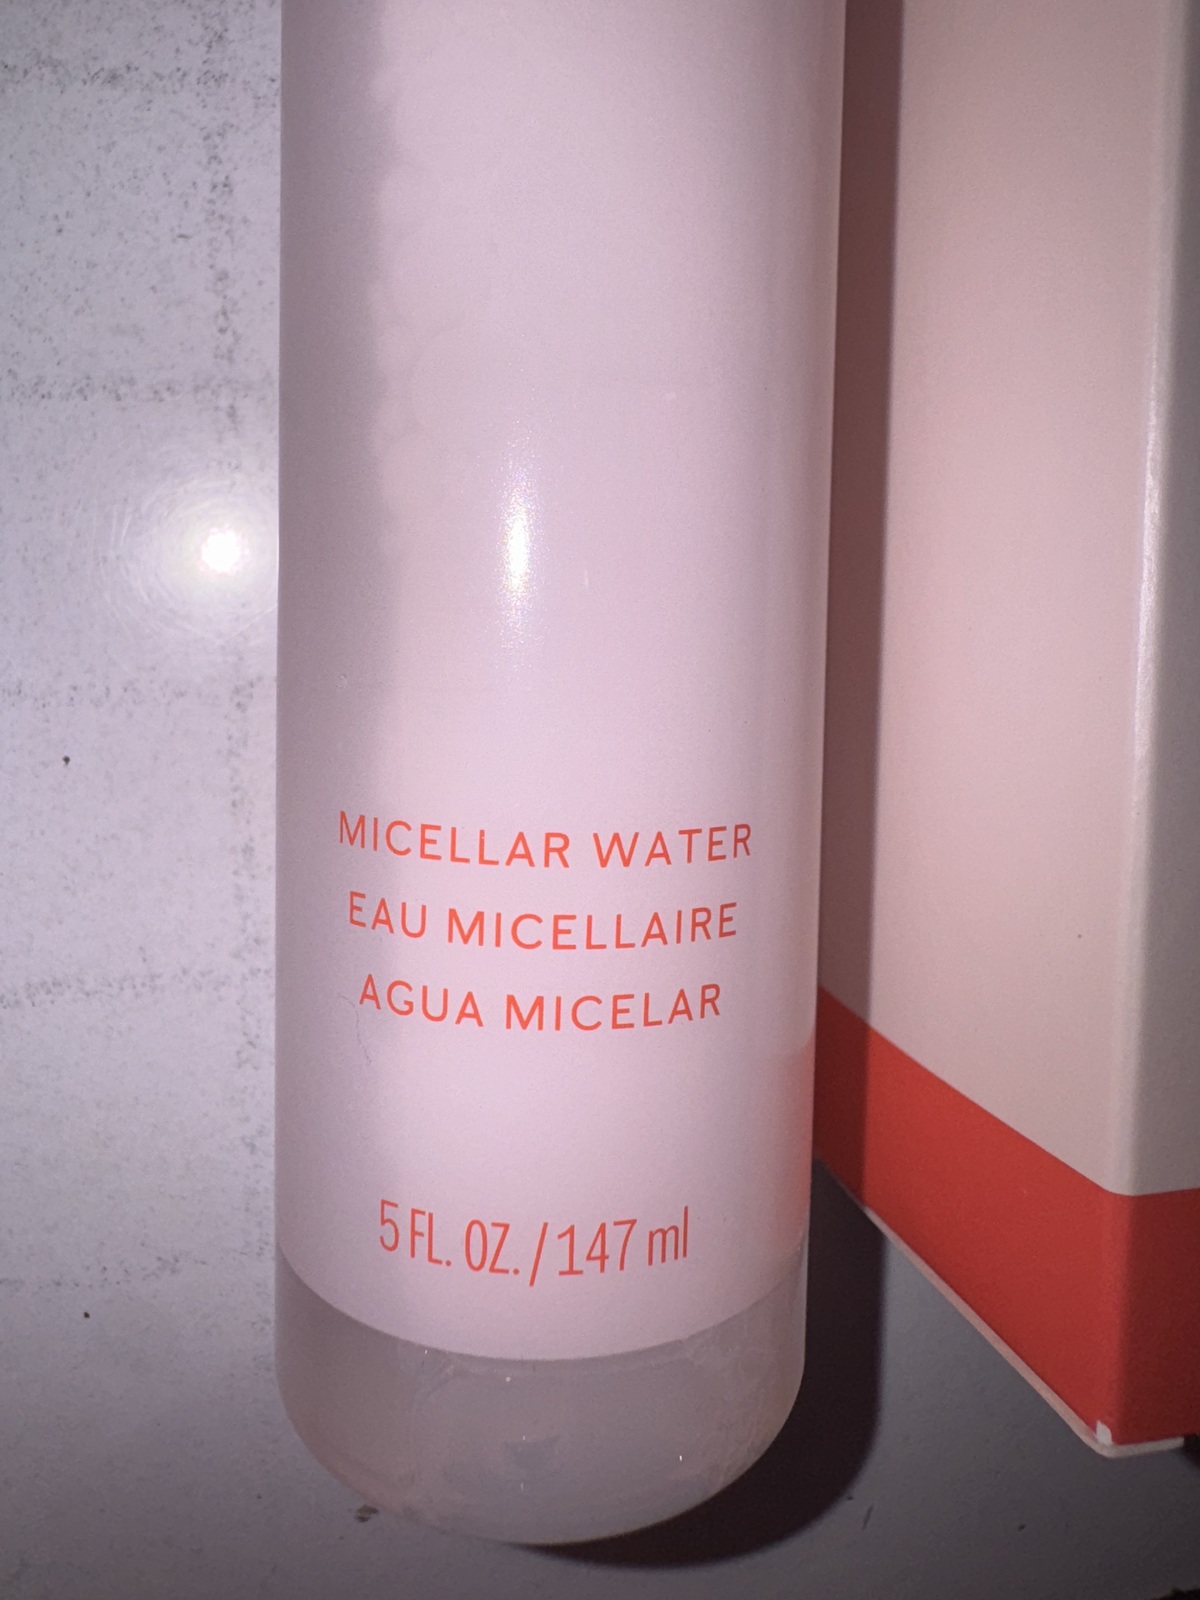 MICELLAR WATER
EAU MICELLAIRE
AGUA MICELAR
5 FL. OZ. / 147 ml